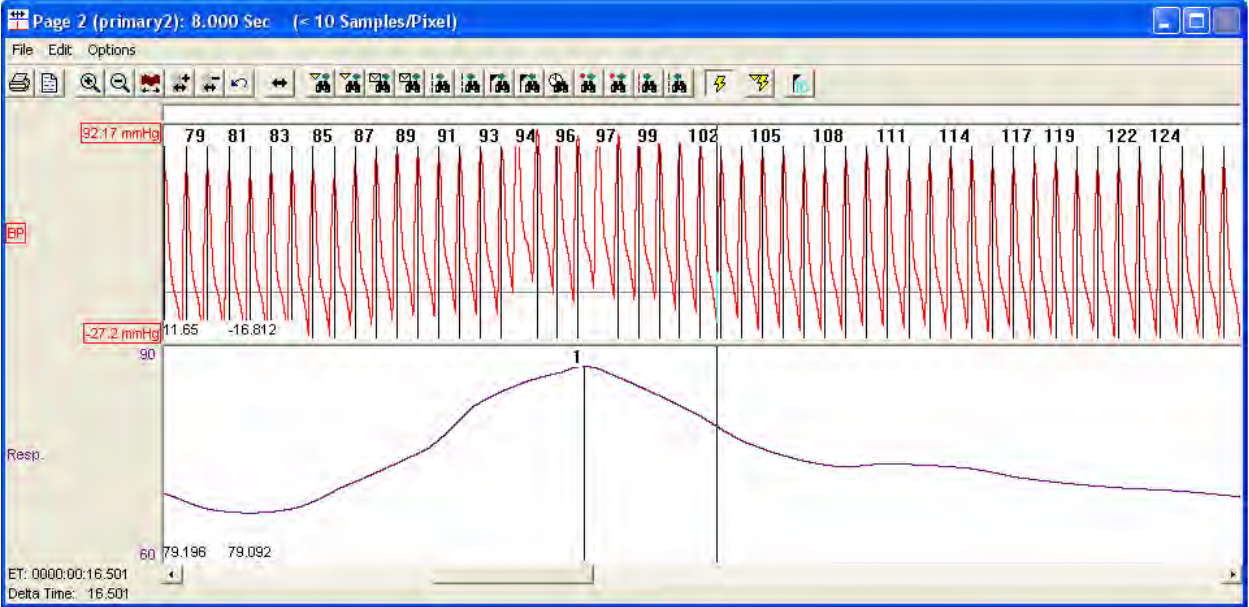 Page 2 (primary2): 8.000 Sec (< 10 Samples/Pixel)
File Edit Options
92.17 mmHg
79 81 83 85 87 89 91 93 94 96 97 99 102 105 108 111 114 117 119 122 124
BP
-27.2 mmHg
11.65 -16.812
90
1
Resp.
60
79.196 79.092
ET: 0000:00:16.501
Delta Time: 16.501